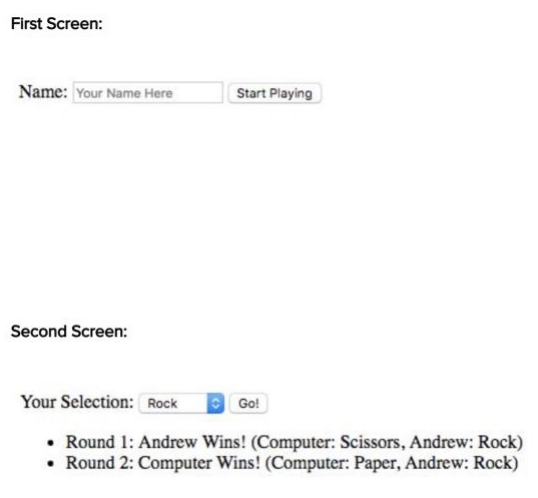 First Screen:
Name: Your Name Here Start Playing
Second Screen:
Your Selection: Rock Go!
• Round 1: Andrew Wins! (Computer: Scissors, Andrew: Rock)
• Round 2: Computer Wins! (Computer: Paper, Andrew: Rock)